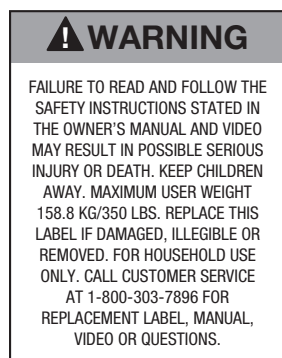 WARNING
FAILURE TO READ AND FOLLOW THE
SAFETY INSTRUCTIONS STATED IN
THE OWNER'S MANUAL AND VIDEO
MAY RESULT IN POSSIBLE SERIOUS
INJURY OR DEATH. KEEP CHILDREN
AWAY. MAXIMUM USER WEIGHT
158.8 KG/350 LBS. REPLACE THIS
LABEL IF DAMAGED, ILLEGIBLE OR
REMOVED. FOR HOUSEHOLD USE
ONLY. CALL CUSTOMER SERVICE
AT 1-800-303-7896 FOR
REPLACEMENT LABEL, MANUAL,
VIDEO OR QUESTIONS.